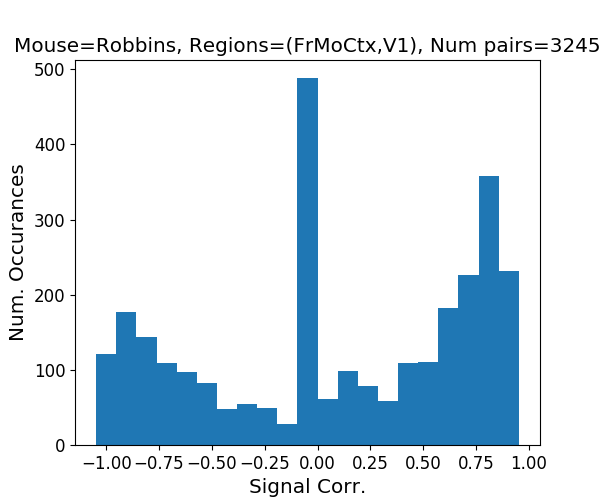 Mouse=Robbins, Regions=(FrMoCtx,V1), Num pairs=3245
Num. Occurances
500
400
300
200
100
0
−1.00 −0.75 −0.50 −0.25 0.00 0.25 0.50 0.75 1.00
Signal Corr.